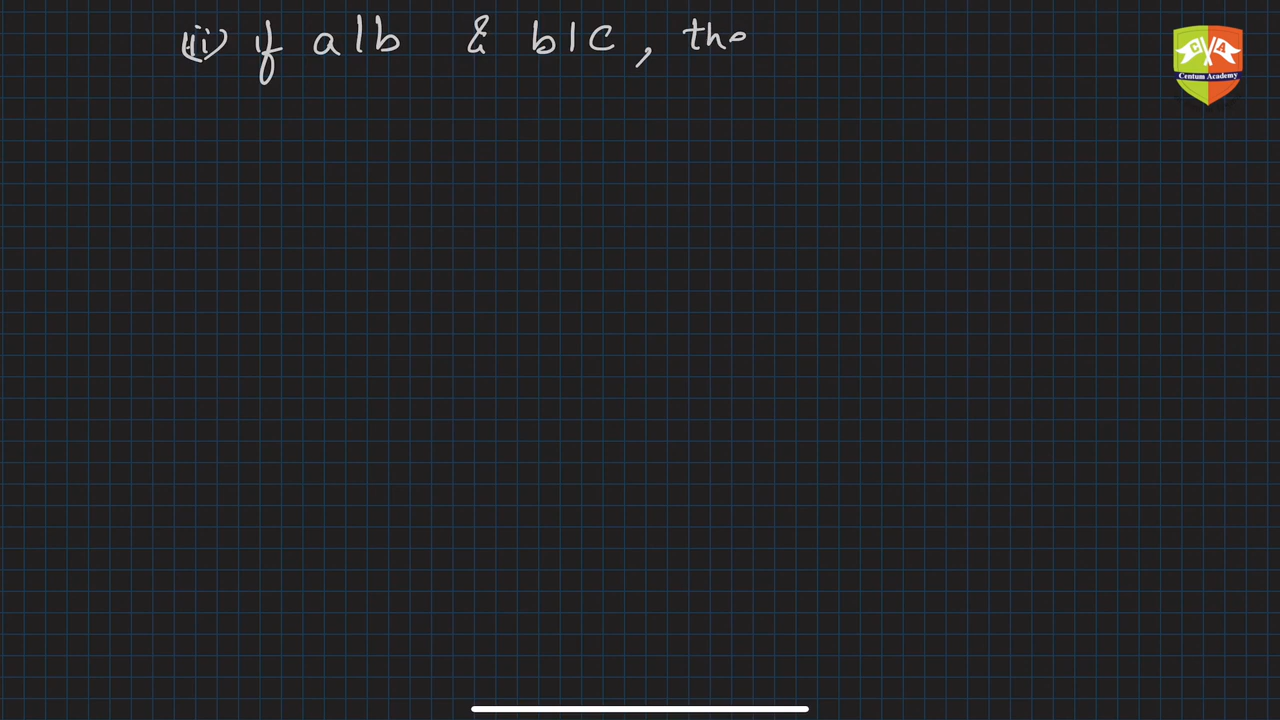 (ii) if a|b & b|c, the
C A
Centum Academy